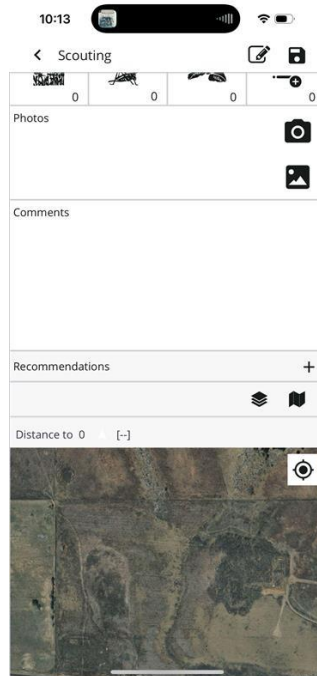 10:13
Scouting
0 0 0 0
Photos
Comments
Recommendations
Distance to 0 [--]